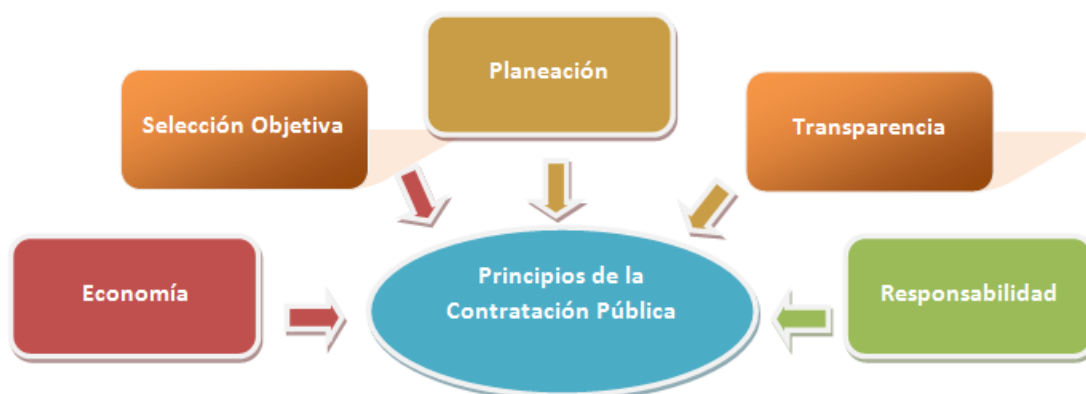 Planeación
Selección Objetiva
Transparencia
Economía
Principios de la
Contratación Pública
Responsabilidad